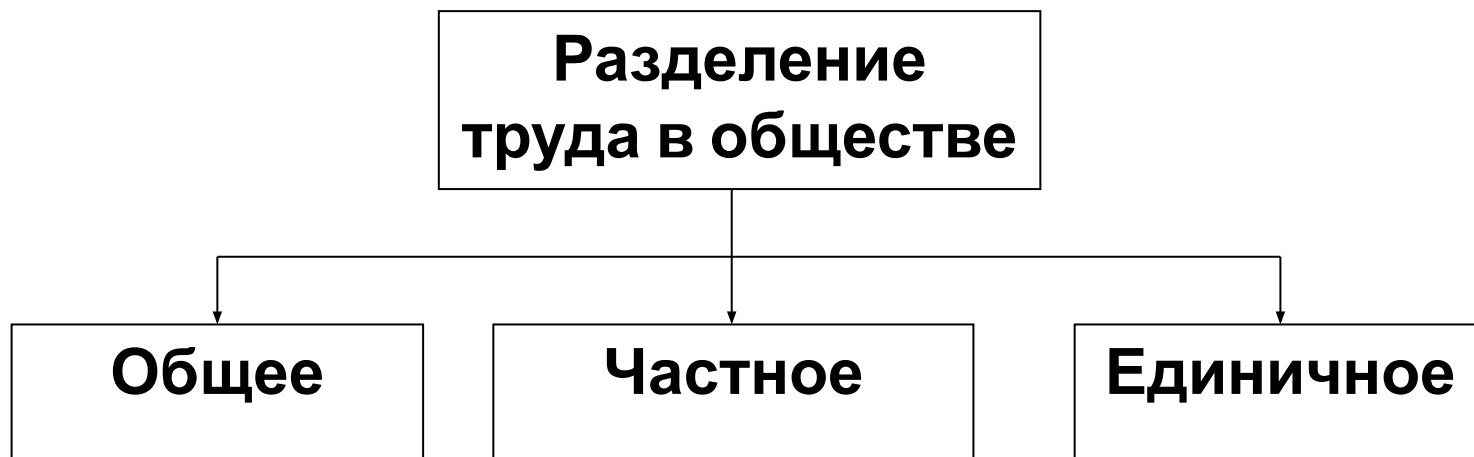 Разделение
труда в обществе
Общее
Частное
Единичное